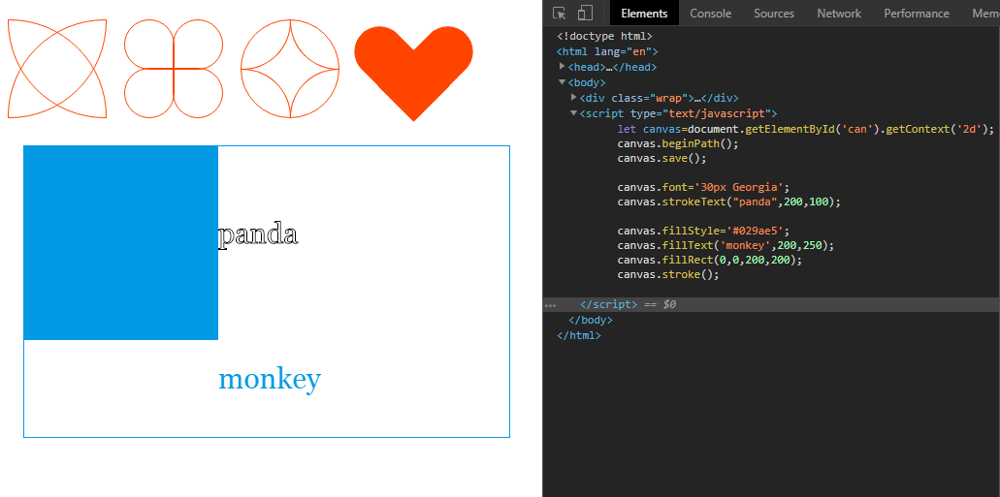 Elements Console Sources Network Performance Mem
<!doctype html>
<html lang="en">
<head>…</head>
<body>
<div class="wrap">…</div>
<script type="text/javascript">
let canvas=document.getElementById('can').getContext('2d');
canvas.beginPath();
canvas.save();
canvas.font='30px Georgia';
canvas.strokeText("panda",200,100);
canvas.fillStyle='#029ae5';
canvas.fillText('monkey',200,250);
canvas.fillRect(0,0,200,200);
canvas.stroke();
</script> == $0
</body>
</html>
panda
monkey